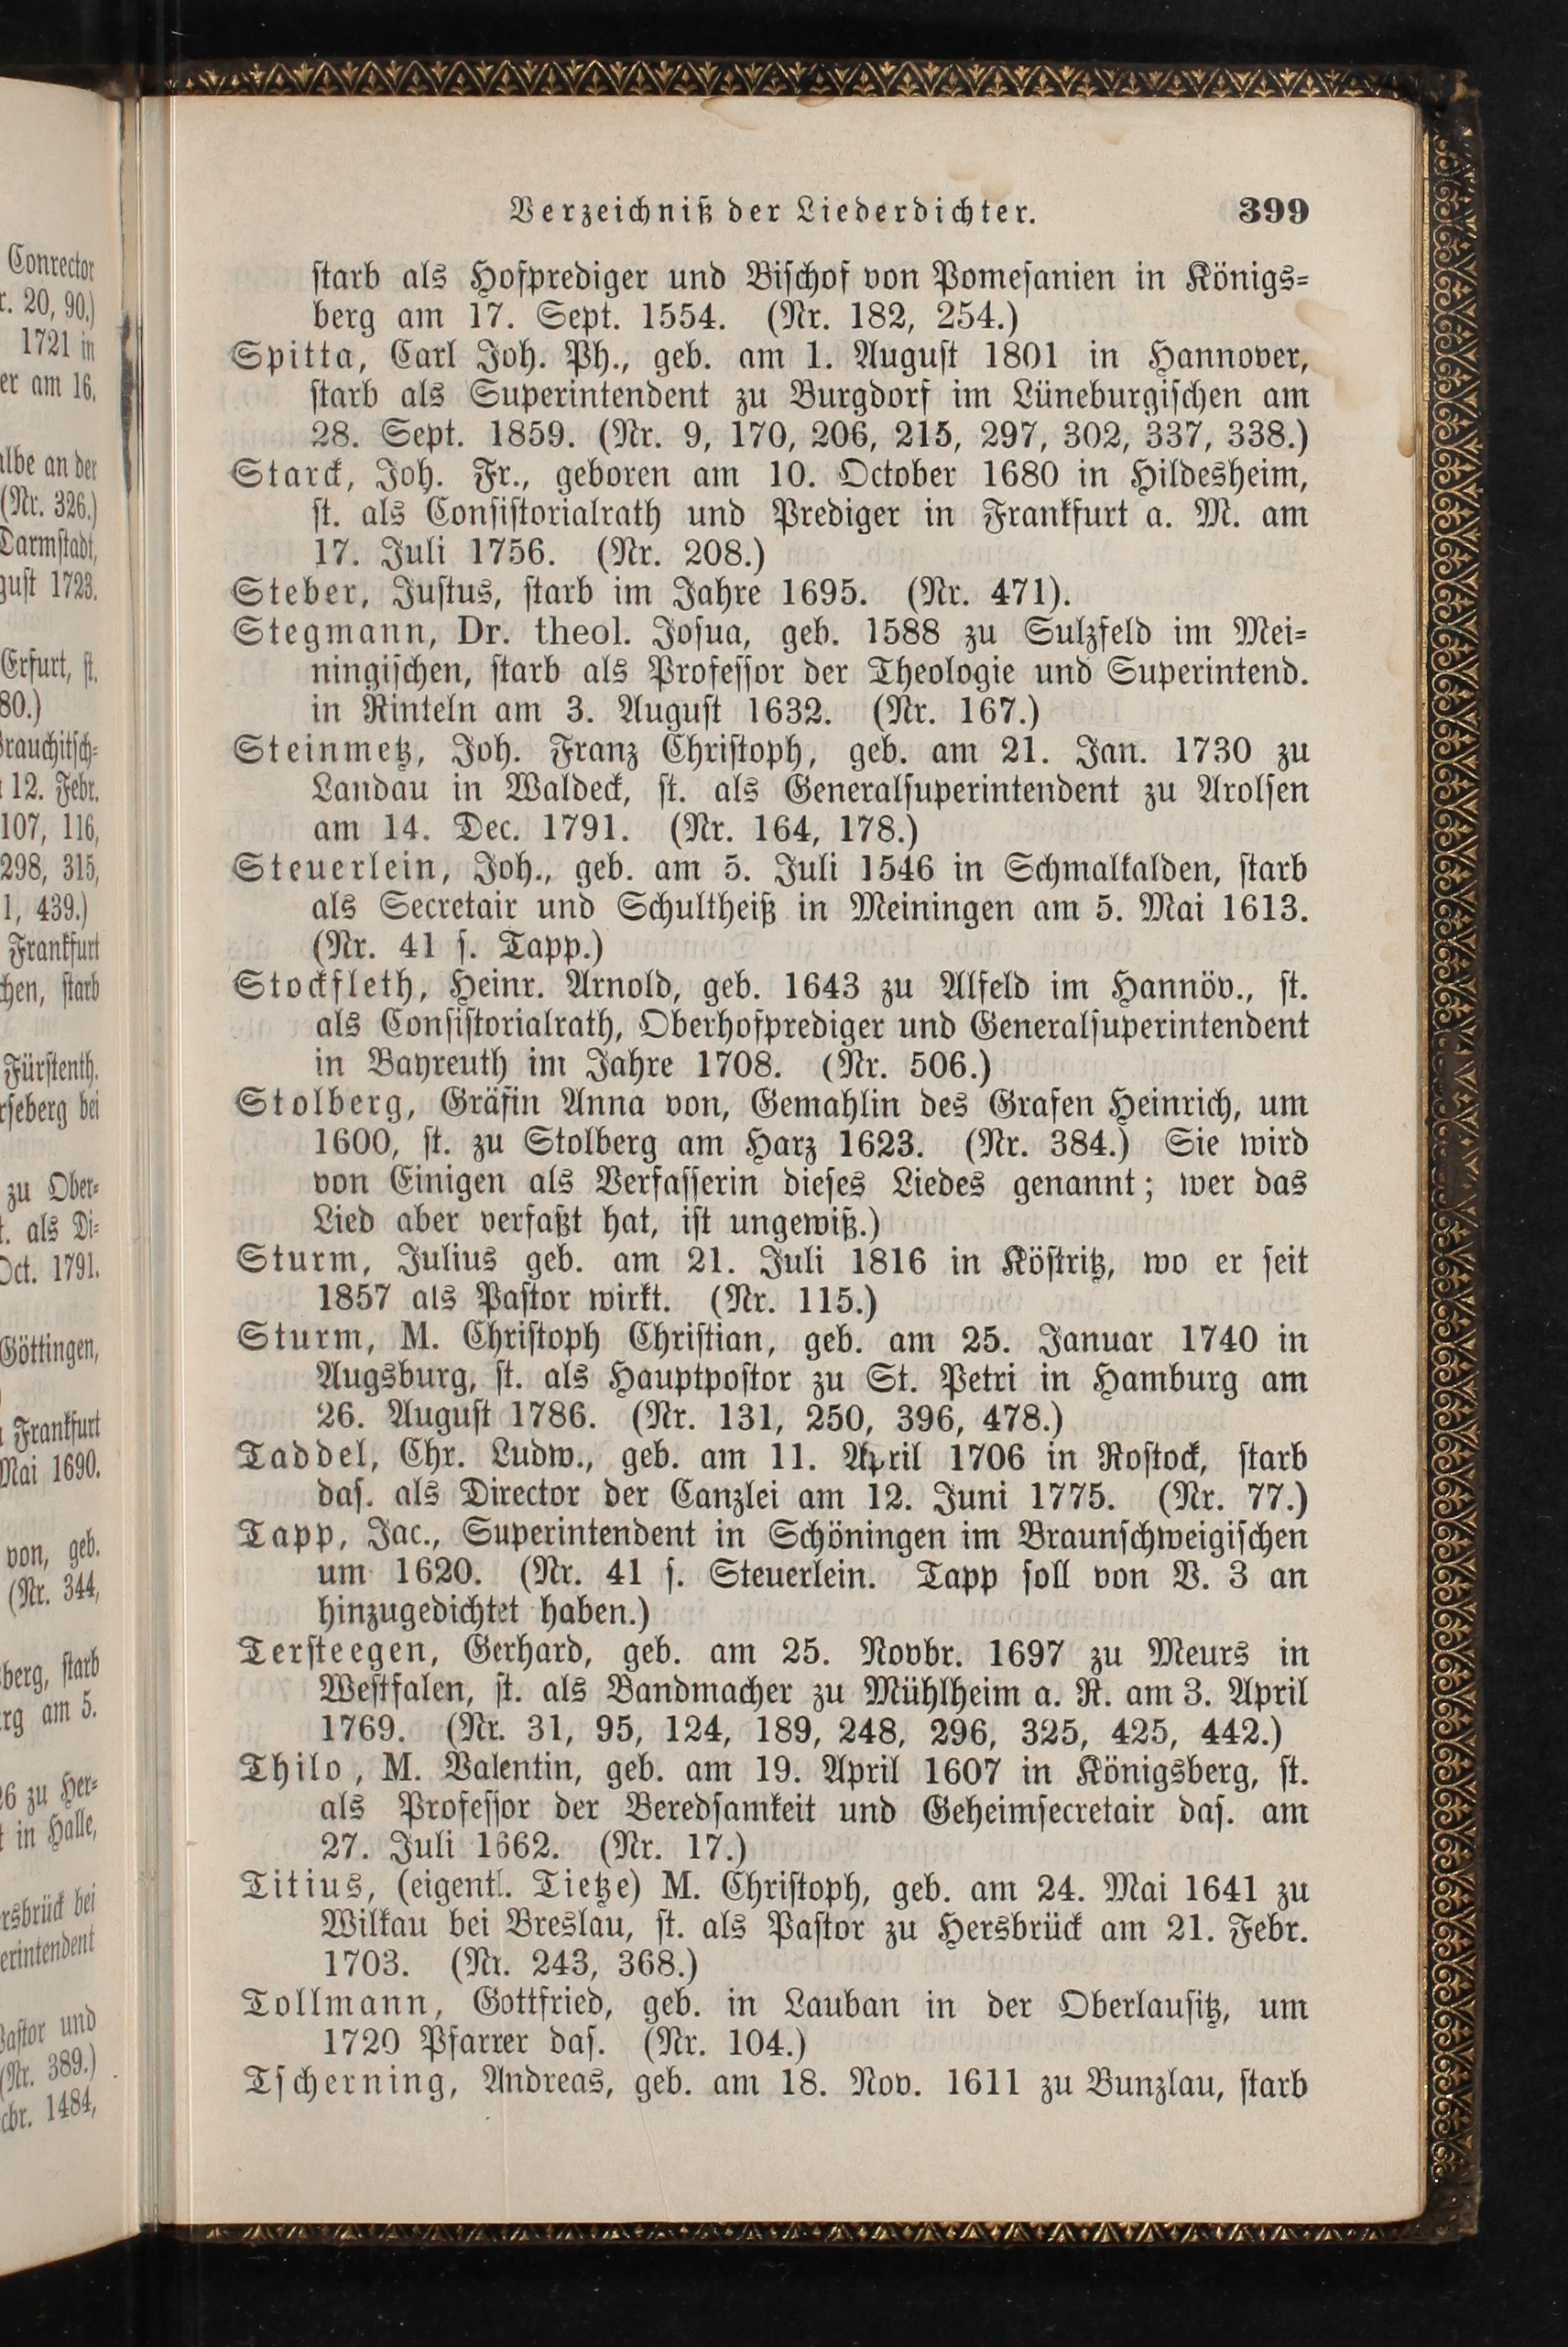 Verzeichniß der Liederdichter. 399
starb als Hofprediger und Bischof von Pomesanien in Königs=
berg am 17. Sept. 1554. (Nr. 182, 254.)
Spitta, Carl Joh. Ph., geb. am 1. August 1801 in Hannover,
starb als Superintendent zu Burgdorf im Lüneburgischen am
28. Sept. 1859. (Nr. 9, 170, 206, 215, 297, 302, 337, 338.)
Starck, Joh. Fr., geboren am 10. October 1680 in Hildesheim,
st. als Consistorialrath und Prediger in Frankfurt a. M. am
17. Juli 1756. (Nr. 208.)
Steber, Justus, starb im Jahre 1695. (Nr. 471).
Stegmann, Dr. theol. Josua, geb. 1588 zu Sulzfeld im Mei=
ningischen, starb als Professor der Theologie und Superintend.
in Rinteln am 3. August 1632. (Nr. 167.)
Steinmetz, Joh. Franz Christoph, geb. am 21. Jan. 1730 zu
Landau in Waldeck, st. als Generalsuperintendent zu Arolsen
am 14. Dec. 1791. (Nr. 164, 178.)
Steuerlein, Joh., geb. am 5. Juli 1546 in Schmalkalden, starb
als Secretair und Schultheiß in Meiningen am 5. Mai 1613.
(Nr. 41 s. Tapp.)
Stockfleth, Heinr. Arnold, geb. 1643 zu Alfeld im Hannöv., st.
als Consistorialrath, Oberhofprediger und Generalsuperintendent
in Bayreuth im Jahre 1708. (Nr. 506.)
Stolberg, Gräfin Anna von, Gemahlin des Grafen Heinrich, um
1600, st. zu Stolberg am Harz 1623. (Nr. 384.) Sie wird
von Einigen als Verfasserin dieses Liedes genannt; wer das
Lied aber verfaßt hat, ist ungewiß.)
Sturm, Julius geb. am 21. Juli 1816 in Köstritz, wo er seit
1857 als Pastor wirkt. (Nr. 115.)
Sturm, M. Christoph Christian, geb. am 25. Januar 1740 in
Augsburg, st. als Hauptpostor zu St. Petri in Hamburg am
26. August 1786. (Nr. 131, 250, 396, 478.)
Taddel, Chr. Ludw., geb. am 11. April 1706 in Rostock, starb
das. als Director der Canzlei am 12. Juni 1775. (Nr. 77.)
Tapp, Jac., Superintendent in Schöningen im Braunschweigischen
um 1620. (Nr. 41 s. Steuerlein. Tapp soll von V. 3 an
hinzugedichtet haben.)
Tersteegen, Gerhard, geb. am 25. Novbr. 1697 zu Meurs in
Westfalen, st. als Bandmacher zu Mühlheim a. R. am 3. April
1769. (Nr. 31, 95, 124, 189, 248, 296, 325, 425, 442.)
Thilo, M. Valentin, geb. am 19. April 1607 in Königsberg, st.
als Professor der Beredsamkeit und Geheimsecretair das. am
27. Juli 1662. (Nr. 17.)
Titius, (eigentl. Tietze) M. Christoph, geb. am 24. Mai 1641 zu
Wilkau bei Breslau, st. als Pastor zu Hersbrück am 21. Febr.
1703. (Nr. 243, 368.)
Tollmann, Gottfried, geb. in Lauban in der Oberlausitz, um
1720 Pfarrer das. (Nr. 104.)
Tscherning, Andreas, geb. am 18. Nov. 1611 zu Bunzlau, starb